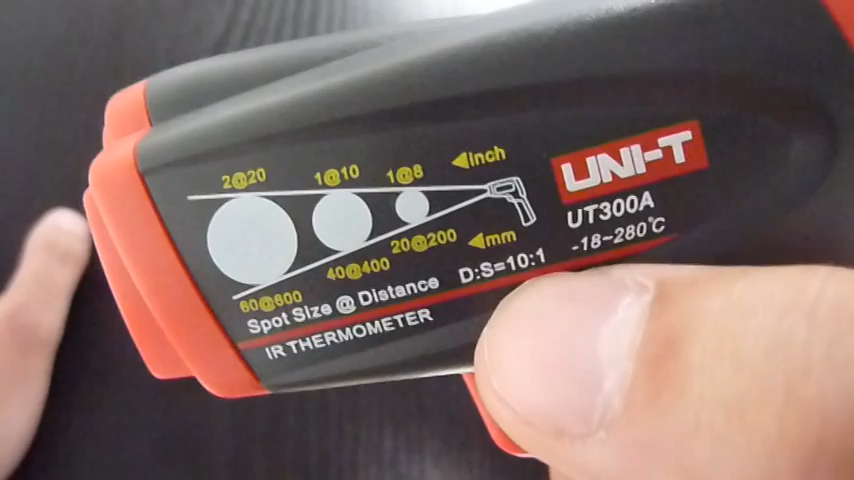 2@20 1@10 1@8 inch
60@600 40@400 20@200 mm
Spot Size @ Distance D:S=10:1
IR THERMOMETER
UNI-T
UT300A
-18~280℃